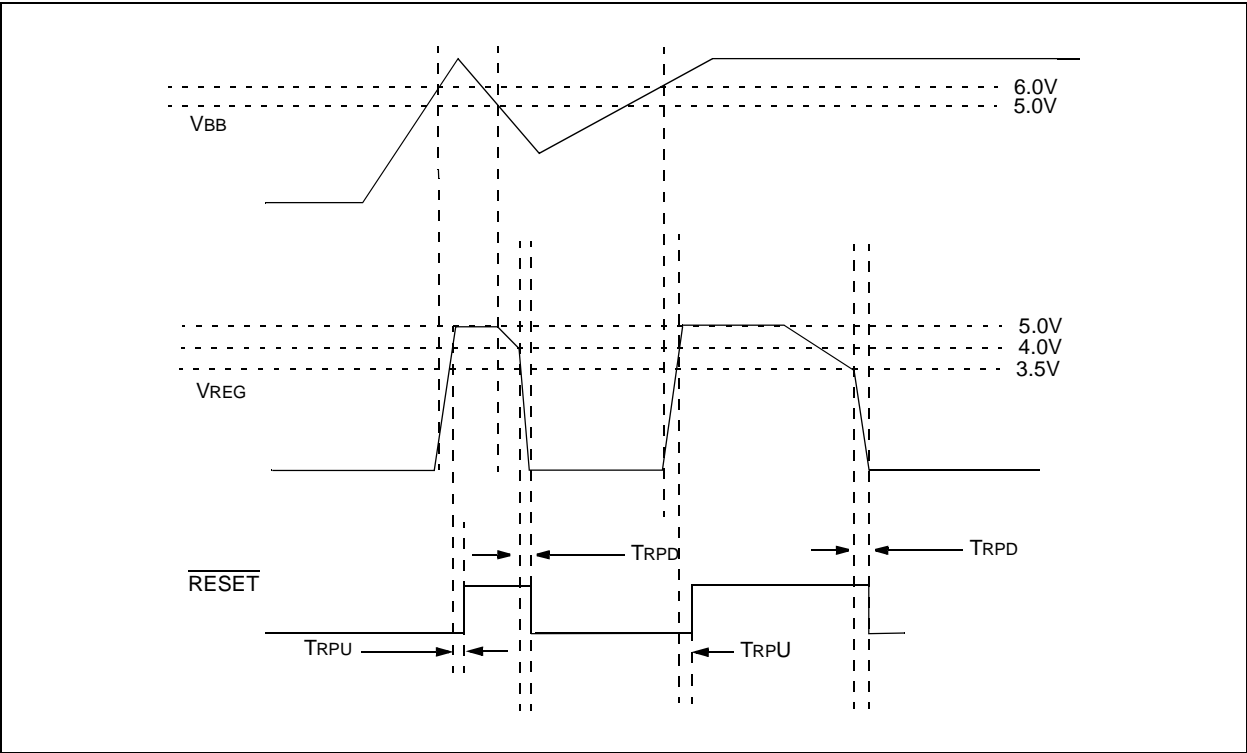 6.0V
5.0V
VBB
5.0V
4.0V
3.5V
VREG
TRPD
TRPD
RESET
TRPU
TRPU